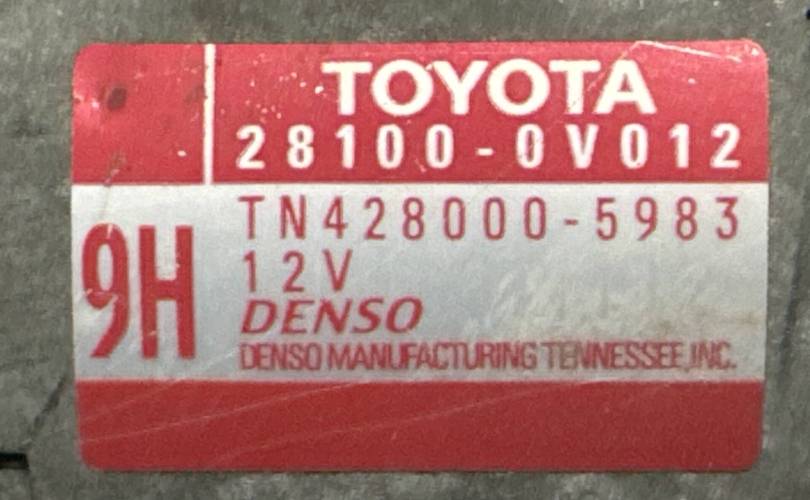 TOYOTA
28100-0V012
9H
TN428000-5983
12V
DENSO
DENSO MANUFACTURING TENNESSEE,INC.